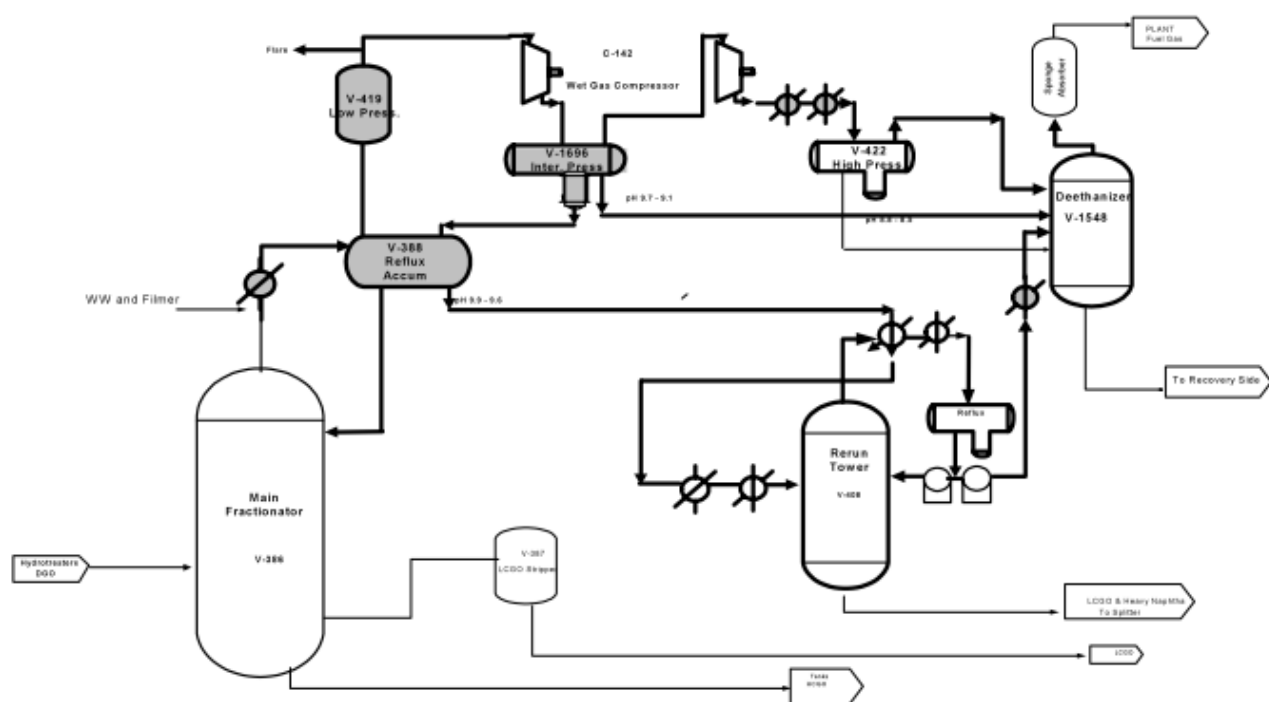 PLANT
Fuel Gas
Flare
C-142
Wet Gas Compressor
Sponge
Absorber
V-419
Low Press.
V-1696
Inter. Press
V-422
High Press
pH 9.7 - 9.1
Deethanizer
V-1548
V-388
Reflux
Accum
WW and Filmer
pH 9.9 - 9.6
To Recovery Side
Reflux
Rerun
Tower
V-408
Main
Fractionator
V-386
V-387
LCGO Stripper
DGO
LCGO & Heavy Naphtha
To Splitter
LCGO